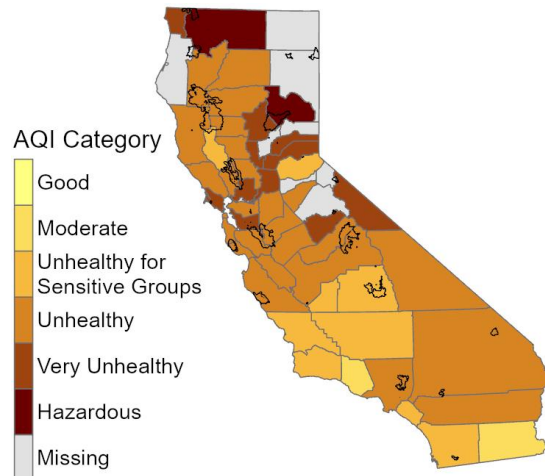 AQI Category
Good
Moderate
Unhealthy for
Sensitive Groups
Unhealthy
Very Unhealthy
Hazardous
Missing